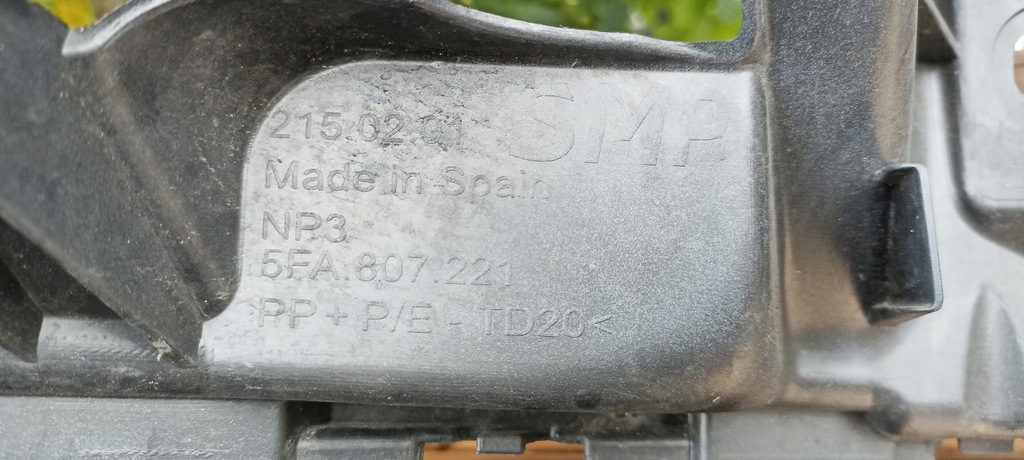 215.02.01
SMP
Made in Spain
NP3
5FA.807.221
PP + P/E - TD20<